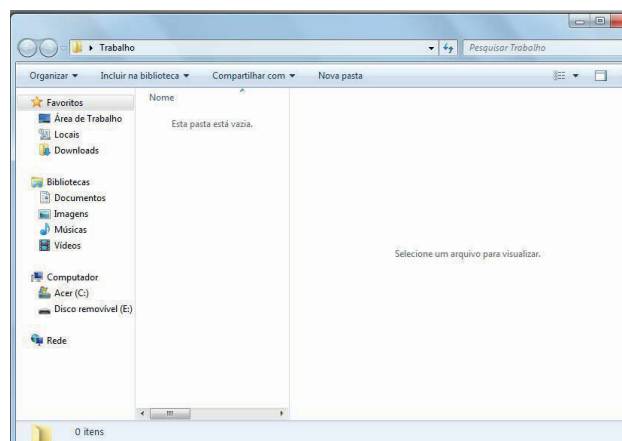 Trabalho
Pesquisar Trabalho
Organizar Incluir na biblioteca Compartilhar com Nova pasta
Favoritos
Área de Trabalho
Locais
Downloads
Bibliotecas
Documentos
Imagens
Músicas
Vídeos
Computador
Acer (C:)
Disco removível (E:)
Rede
Nome
Esta pasta está vazia.
Selecione um arquivo para visualizar.
0 itens